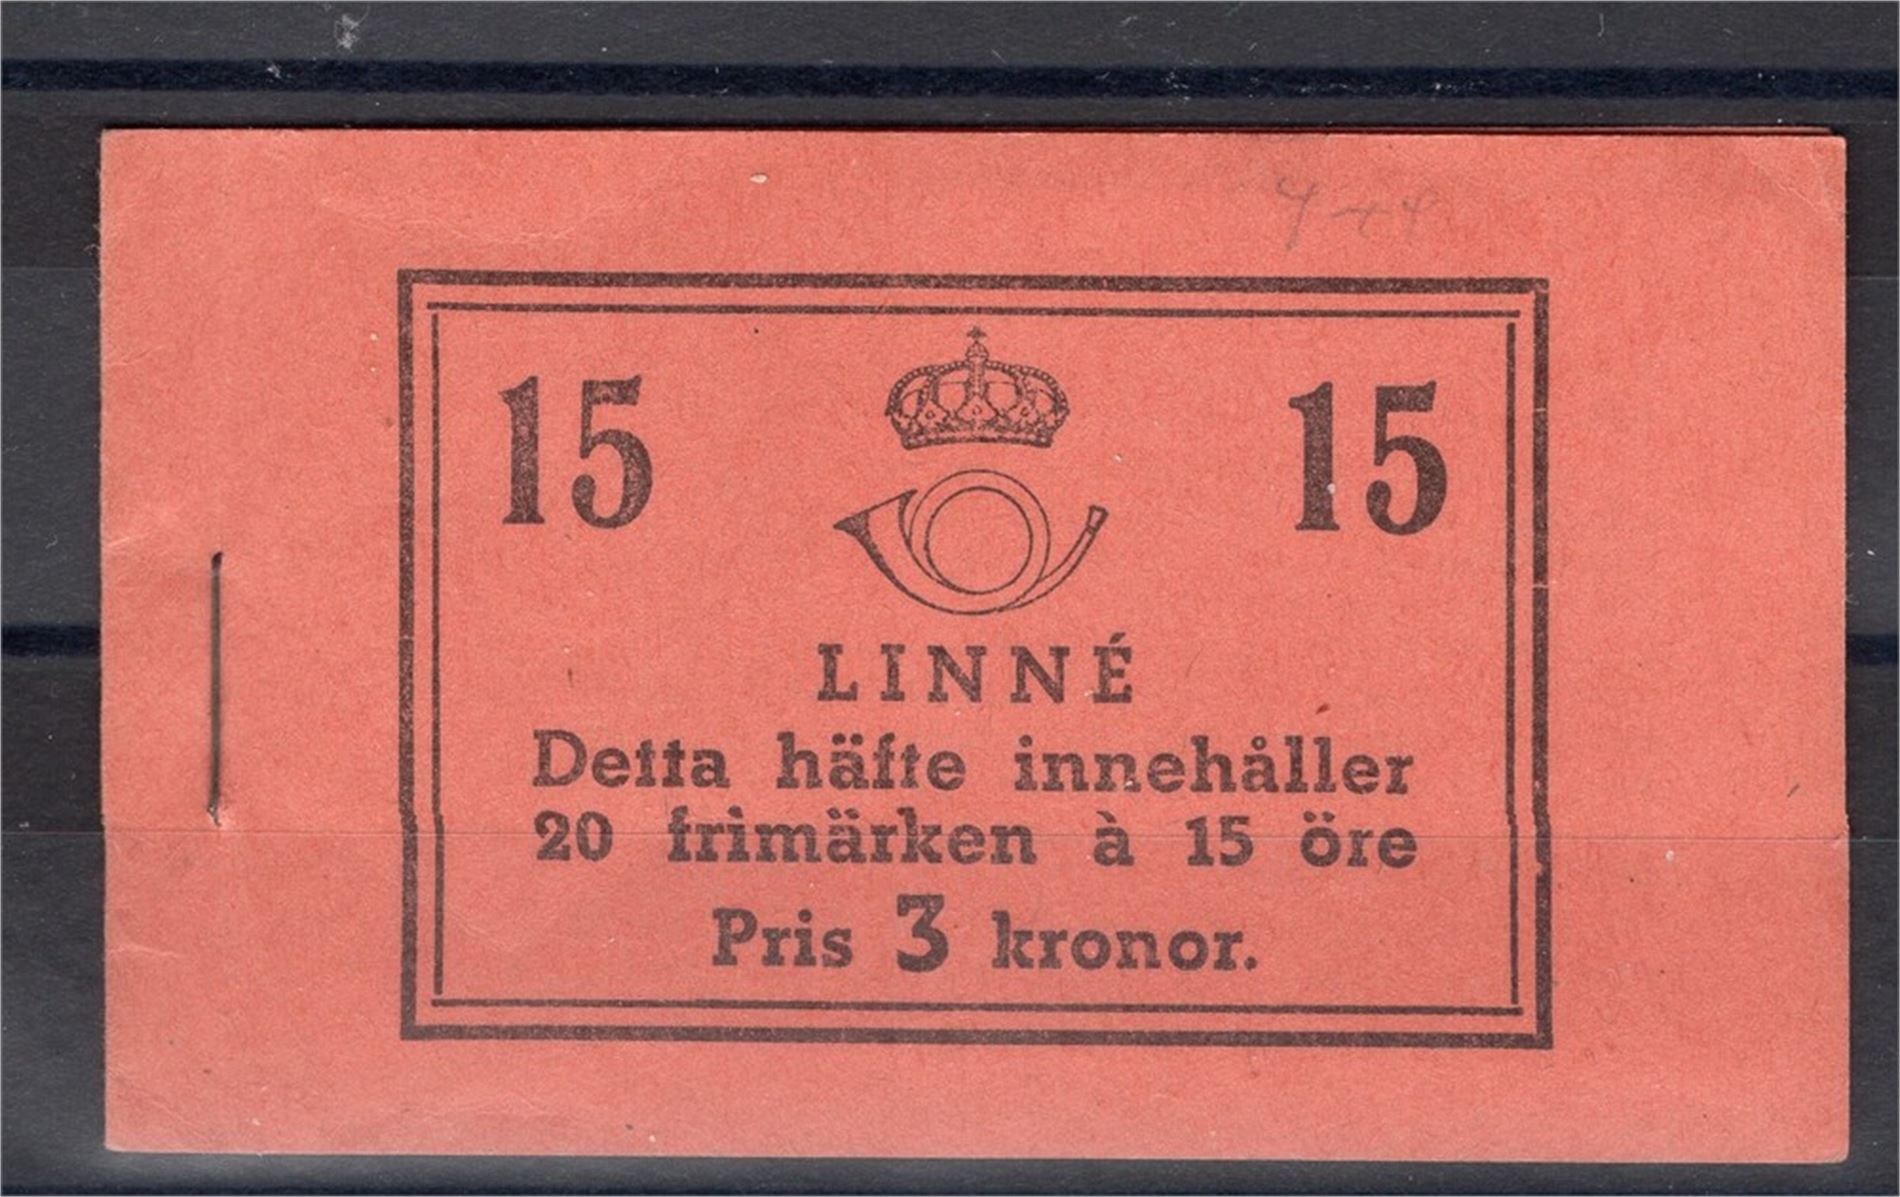 15 15
LINNÉ
Detta häfte innehåller
20 frimärken à 15 öre
Pris 3 kronor.